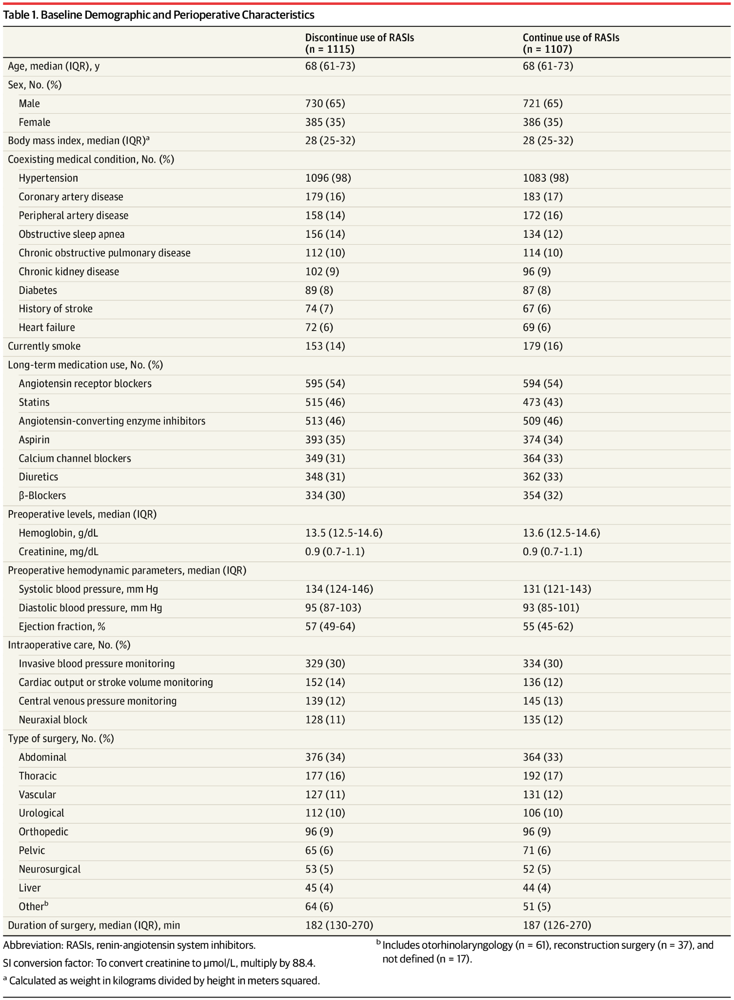 Table 1. Baseline Demographic and Perioperative Characteristics
Discontinue use of RASIs (n = 1115) Continue use of RASIs (n = 1107)
Age, median (IQR), y 68 (61-73) 68 (61-73)
Sex, No. (%)
Male 730 (65) 721 (65)
Female 385 (35) 386 (35)
Body mass index, median (IQR)a 28 (25-32) 28 (25-32)
Coexisting medical condition, No. (%)
Hypertension 1096 (98) 1083 (98)
Coronary artery disease 179 (16) 183 (17)
Peripheral artery disease 158 (14) 172 (16)
Obstructive sleep apnea 156 (14) 134 (12)
Chronic obstructive pulmonary disease 112 (10) 114 (10)
Chronic kidney disease 102 (9) 96 (9)
Diabetes 89 (8) 87 (8)
History of stroke 74 (7) 67 (6)
Heart failure 72 (6) 69 (6)
Currently smoke 153 (14) 179 (16)
Long-term medication use, No. (%)
Angiotensin receptor blockers 595 (54) 594 (54)
Statins 515 (46) 473 (43)
Angiotensin-converting enzyme inhibitors 513 (46) 509 (46)
Aspirin 393 (35) 374 (34)
Calcium channel blockers 349 (31) 364 (33)
Diuretics 348 (31) 362 (33)
β-Blockers 334 (30) 354 (32)
Preoperative levels, median (IQR)
Hemoglobin, g/dL 13.5 (12.5-14.6) 13.6 (12.5-14.6)
Creatinine, mg/dL 0.9 (0.7-1.1) 0.9 (0.7-1.1)
Preoperative hemodynamic parameters, median (IQR)
Systolic blood pressure, mm Hg 134 (124-146) 131 (121-143)
Diastolic blood pressure, mm Hg 95 (87-103) 93 (85-101)
Ejection fraction, % 57 (49-64) 55 (45-62)
Intraoperative care, No. (%)
Invasive blood pressure monitoring 329 (30) 334 (30)
Cardiac output or stroke volume monitoring 152 (14) 136 (12)
Central venous pressure monitoring 139 (12) 145 (13)
Neuraxial block 128 (11) 135 (12)
Type of surgery, No. (%)
Abdominal 376 (34) 364 (33)
Thoracic 177 (16) 192 (17)
Vascular 127 (11) 131 (12)
Urological 112 (10) 106 (10)
Orthopedic 96 (9) 96 (9)
Pelvic 65 (6) 71 (6)
Neurosurgical 53 (5) 52 (5)
Liver 45 (4) 44 (4)
Otherb 64 (6) 51 (5)
Duration of surgery, median (IQR), min 182 (130-270) 187 (126-270)
Abbreviation: RASIs, renin-angiotensin system inhibitors.
SI conversion factor: To convert creatinine to μmol/L, multiply by 88.4.
a Calculated as weight in kilograms divided by height in meters squared.
b Includes otorhinolaryngology (n = 61), reconstruction surgery (n = 37), and
not defined (n = 17).